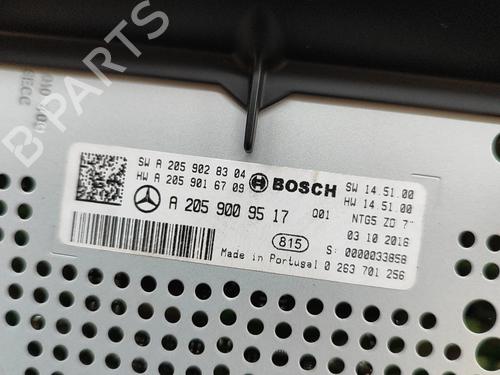 SW A 205 902 83 04
HW A 205 901 67 09
BOSCH
SW 14.51.00
HW 14.51.00
A 205 900 95 17
Q01
NTG5 ZD 7"
03 10 2016
815
S: 0000033858
Made in Portugal 0 263 701 256
B-PARTS